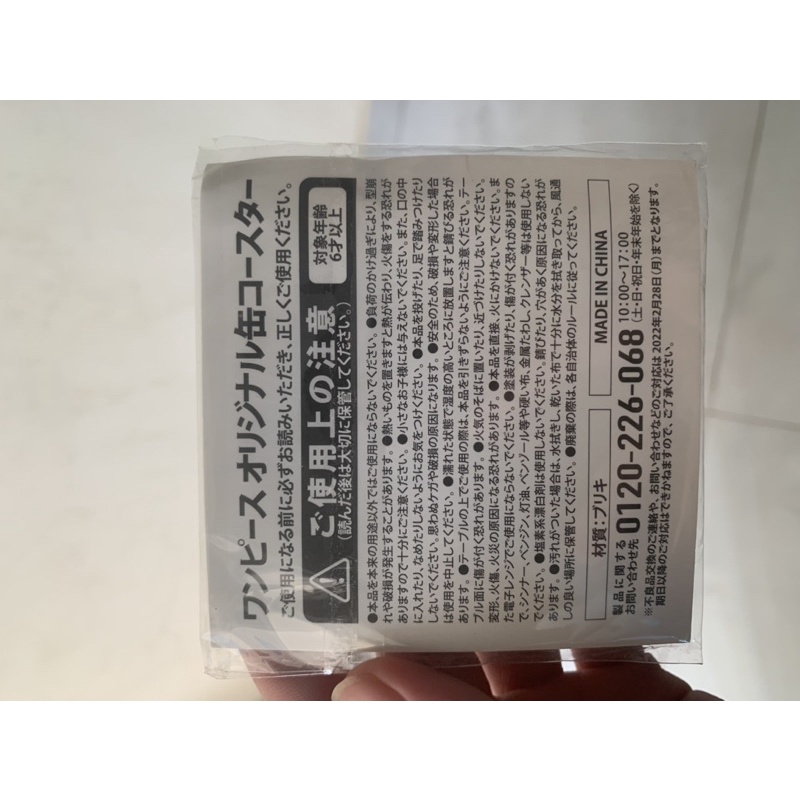 ワンピース オリジナル缶コースター
ご使用になる前に必ずお読みいただき、正しくご使用ください。
ご使用上の注意
(読んだ後は大切に保管してください。)
対象年齢
6才以上
●本品を本来の用途以外ではご使用にならないでください。●負荷のかけ過ぎにより、型崩
れや破損が発生することがあります。●熱いものを置きますと熱が伝わり、火傷をする恐れが
ありますので十分にご注意ください。●小さなお子様には与えないでください。また、口の中
に入れたり、なめたりしないようにお気をつけください。●本品を投げたり、足で踏みつけたり
しないでください。思わぬケガや破損の原因になります。●安全のため、破損や変形した場合
は使用を中止してください。●濡れた状態で湿度の高いところに放置しますと錆びる恐れが
あります。●テーブルの上でご使用の際は、本品を引きずらないようにご注意ください。テー
ブル面に傷が付く恐れがあります。●火気のそばに置いたり、近づけたりしないでください。
変形、火傷、火災の原因になる恐れがあります。●本品を直接、火にかけないでください。ま
た電子レンジでご使用にならないでください。●塗装が剥げたり、傷が付く恐れがありますの
で、シンナー、ベンジン、灯油、ベンゾール等や硬い布、金属たわし、クレンザー等は使用しない
でください。●塩素系漂白剤は使用しないでください。錆びたり、穴があく原因になる恐れが
あります。●汚れがついた場合は、水拭きし、乾いた布で十分に水分を拭き取ってから、風通
しの良い場所に保管してください。●廃棄の際は、各自治体のルールに従ってください。
材質:ブリキ
MADE IN CHINA
製品に関する
お問い合わせ先
0120-226-068
10:00~17:00
(土・日・祝日・年末年始を除く)
※不良品交換のご連絡や、お問い合わせなどのご対応は2022年2月28日(月)までとなります。
期日以降のご対応はできかねますので、ご了承ください。